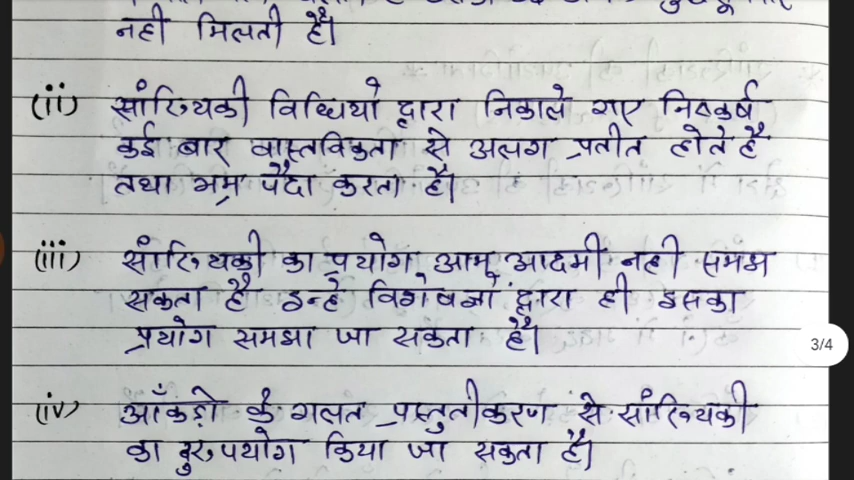 नही मिलती है।
(ii) सांख्यिकी विधियो द्वारा निकाले गए निष्कर्ष
कई बार वास्तविकता से अलग प्रतीत होते है
तथा भ्रम पैदा करता है।
(iii) सांख्यिकी का प्रयोग आम आदमी नही समझ
सकता है इन्हे विशेषज्ञों द्वारा ही इसका
प्रयोग समझा जा सकता है।
3/4
(iv) आँकड़ो के गलत प्रस्तुतीकरण से सांख्यिकी
का दुरुपयोग किया जा सकता है।